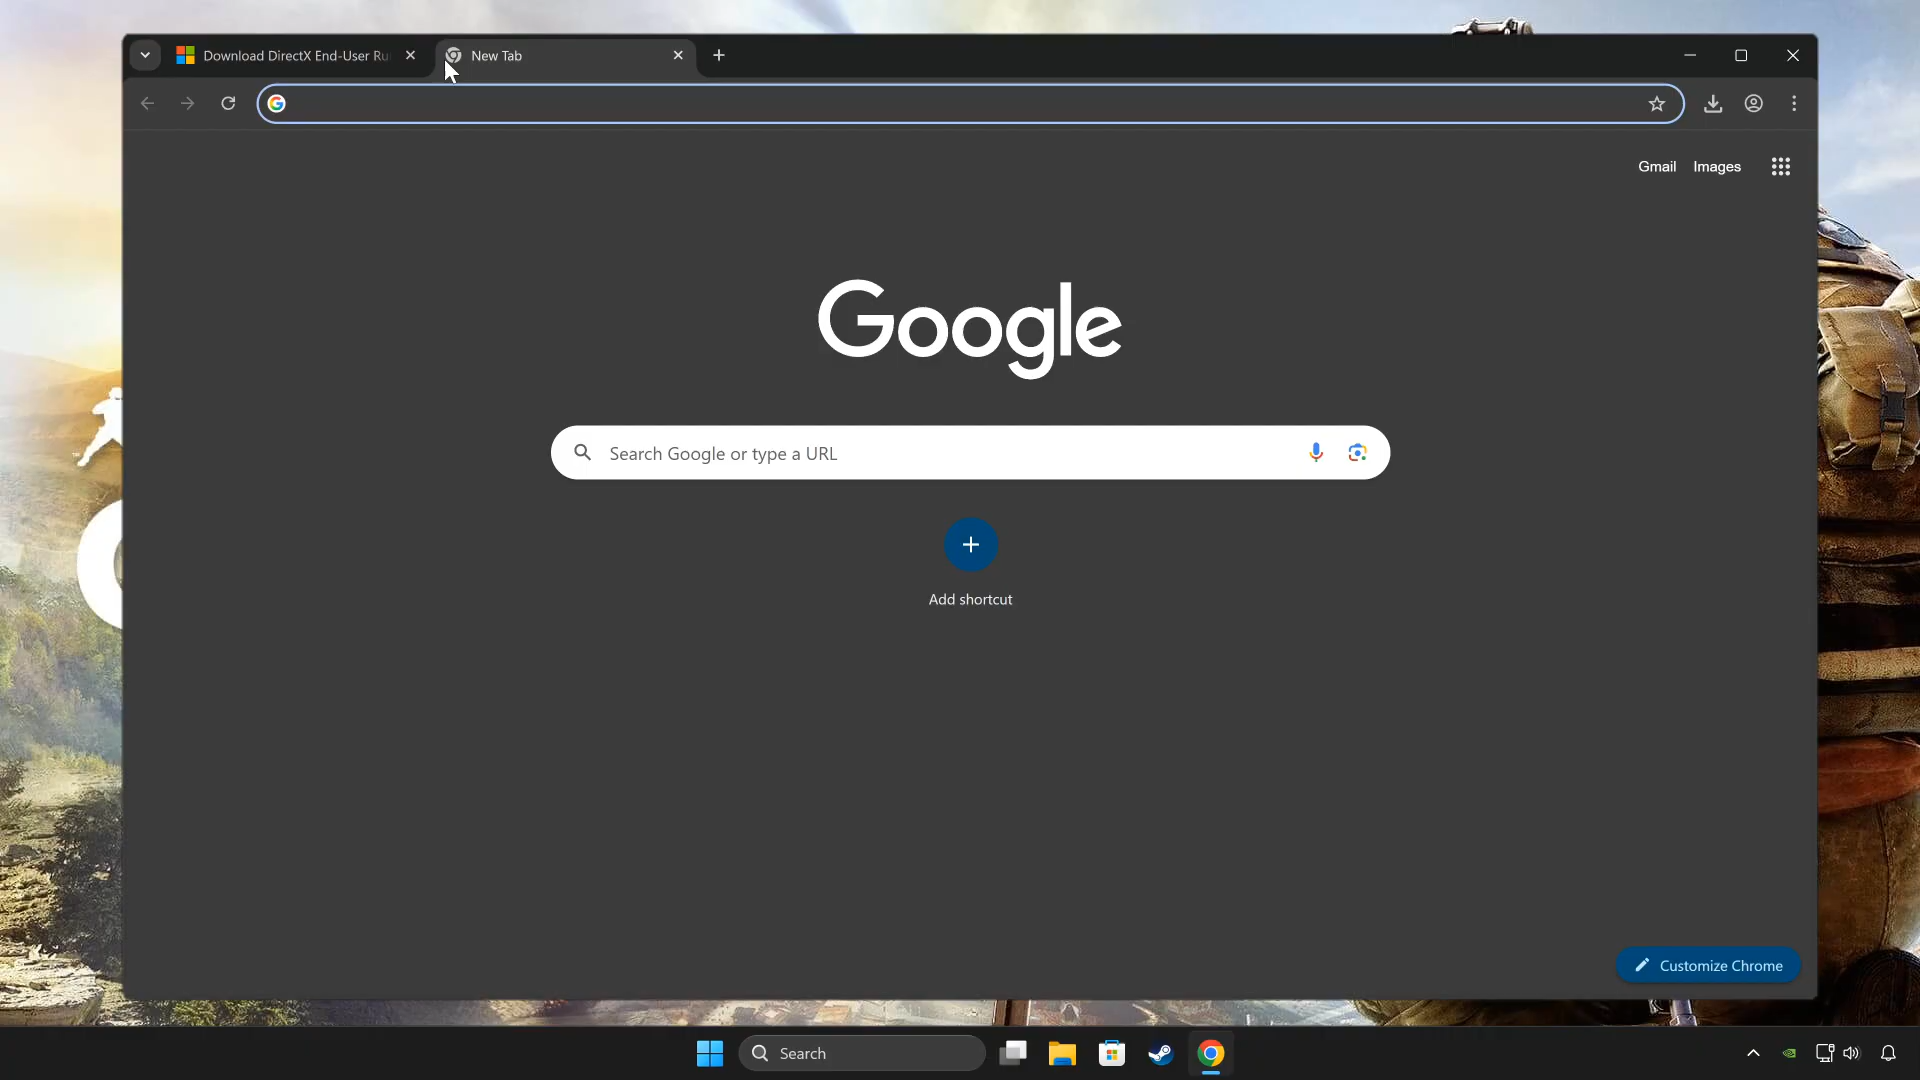 Download DirectX End-User Ru
New Tab
Gmail Images
Google
Search Google or type a URL
Add shortcut
Customize Chrome
Search